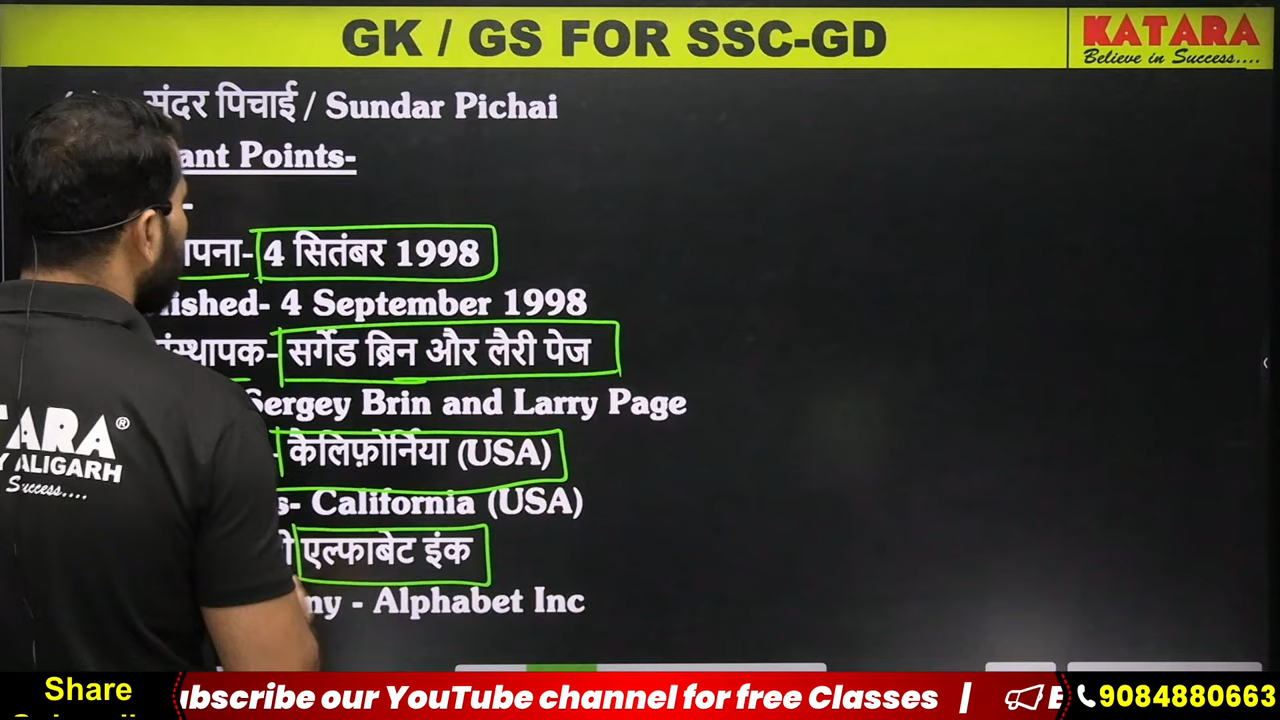 GK / GS FOR SSC-GD
KATARA
Believe in Success....
सुंदर पिचाई / Sundar Pichai
ant Points-
-
पना- 4 सितंबर 1998
ished- 4 September 1998
संस्थापक- सर्गेड ब्रिन और लैरी पेज
Sergey Brin and Larry Page
- कैलिफ़ोर्निया (USA)
s- California (USA)
एल्फाबेट इंक
ny - Alphabet Inc
TARA®
Y ALIGARH
Success....
Share
ubscribe our YouTube channel for free Classes | E
9084880663